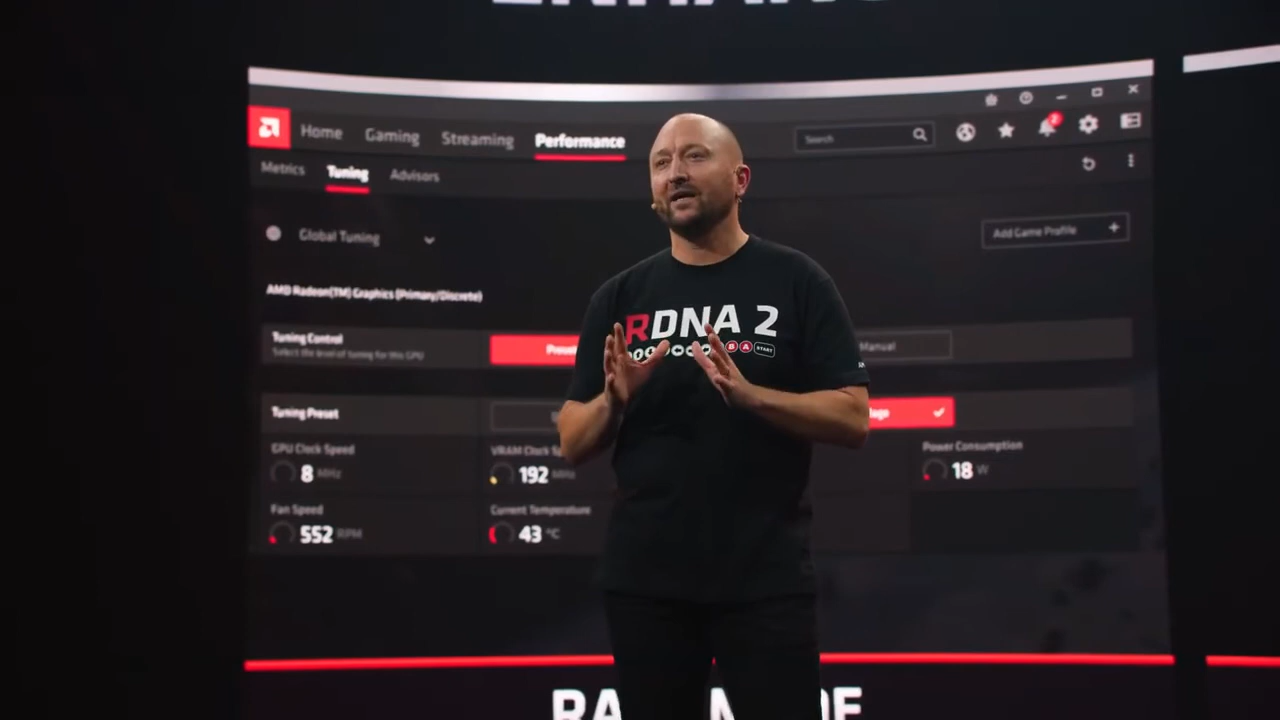 Home Gaming Streaming Performance Search 2
Metrics Tuning Advisors
Global Tuning Add Game Profile +
AMD Radeon(TM) Graphics (Primary/Discrete)
Tuning Control Manual
Select the level of tuning for this GPU
Tuning Preset
GPU Clock Speed VRAM Clock Power Consumption
8 MHz 192 MHz 18 W
Fan Speed Current Temperature
552 RPM 43 °C
RDNA 2
B A START